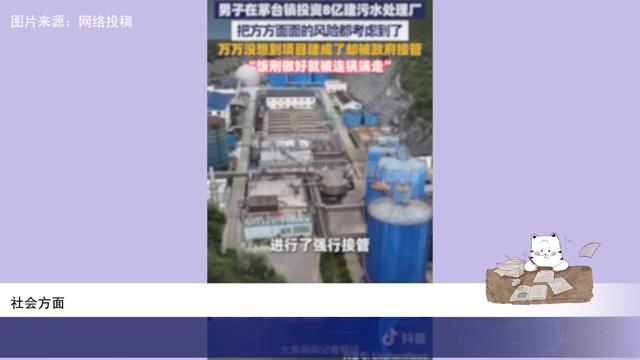 图片来源：网络投稿
男子在茅台镇投资8亿建污水处理厂
把方方面面的风险都考虑到了
万万没想到项目建成了却被政府接管
“饭刚做好就被连锅端走”
进行了强行接管
社会方面
抖音